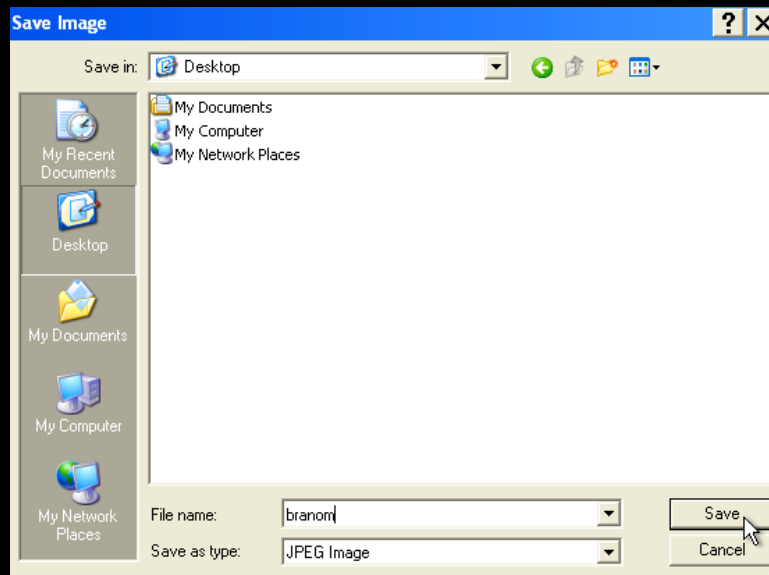 Save Image
Save in: Desktop
My Documents
My Computer
My Network Places
My Recent
Documents
Desktop
My Documents
My Computer
My Network
Places
File name: branom Save
Save as type: JPEG Image Cancel